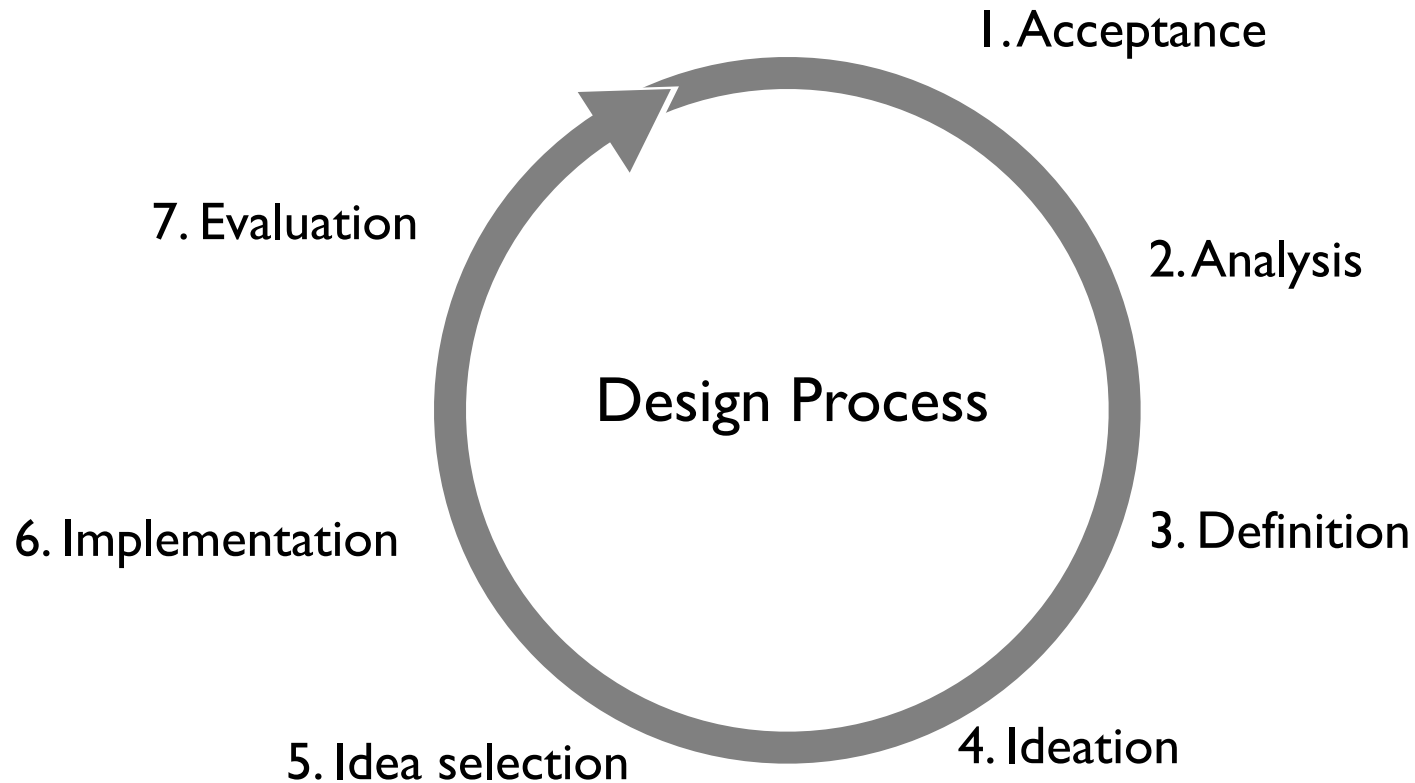 1. Acceptance
2. Analysis
3. Definition
4. Ideation
5. Idea selection
6. Implementation
7. Evaluation
Design Process